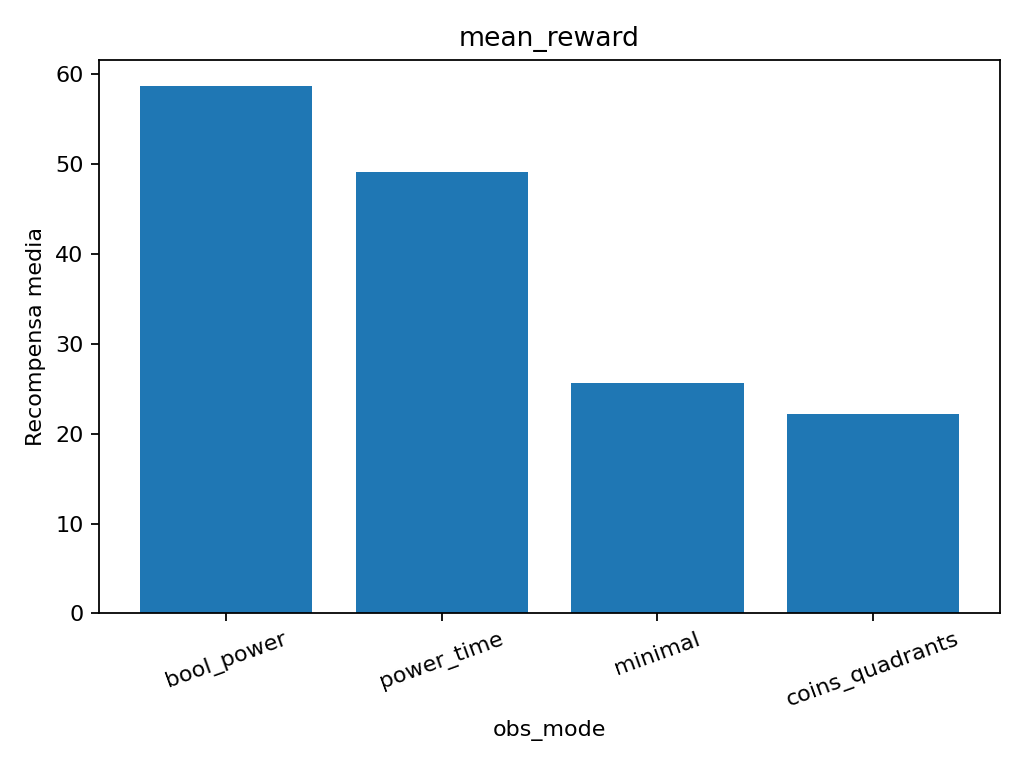 mean_reward
Recompensa media
60
50
40
30
20
10
0
bool_power
power_time
minimal
coins_quadrants
obs_mode